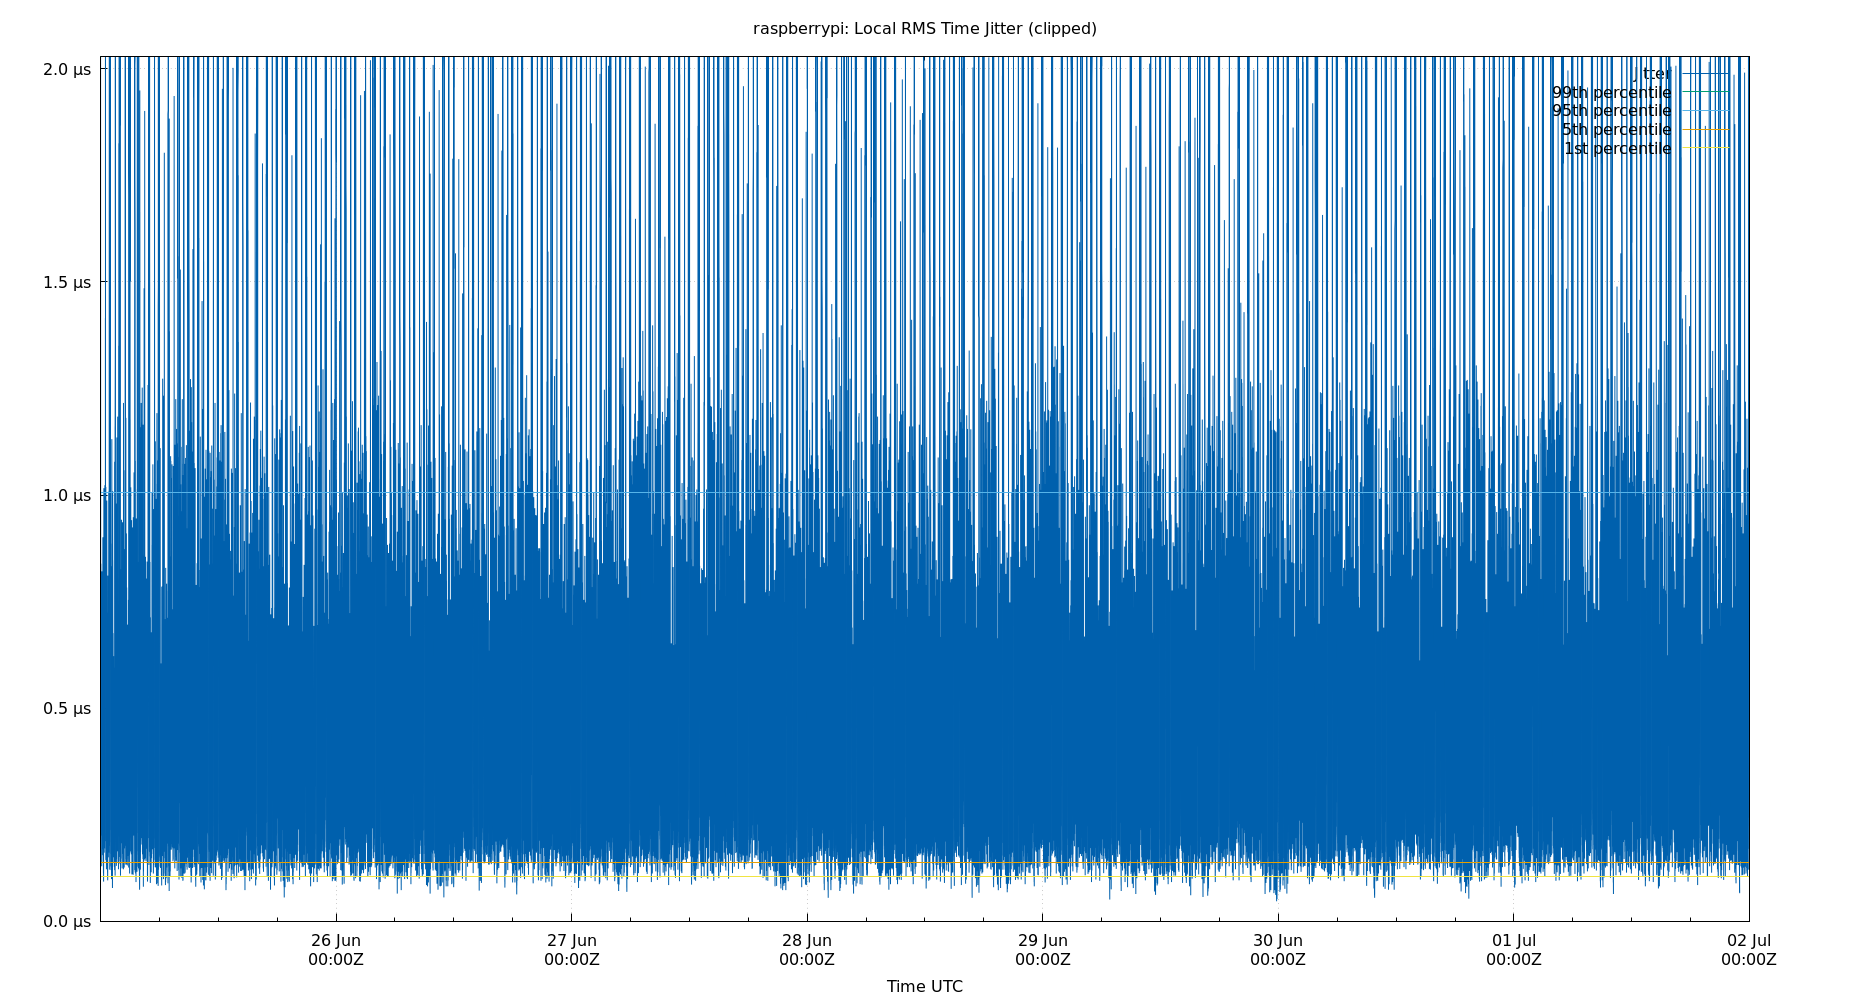 raspberrypi: Local RMS Time Jitter (clipped)
2.0 μs
1.5 μs
1.0 μs
0.5 μs
0.0 μs
Jitter
99th percentile
95th percentile
5th percentile
1st percentile
26 Jun 27 Jun 28 Jun 29 Jun 30 Jun 01 Jul 02 Jul
00:00Z 00:00Z 00:00Z 00:00Z 00:00Z 00:00Z 00:00Z
Time UTC